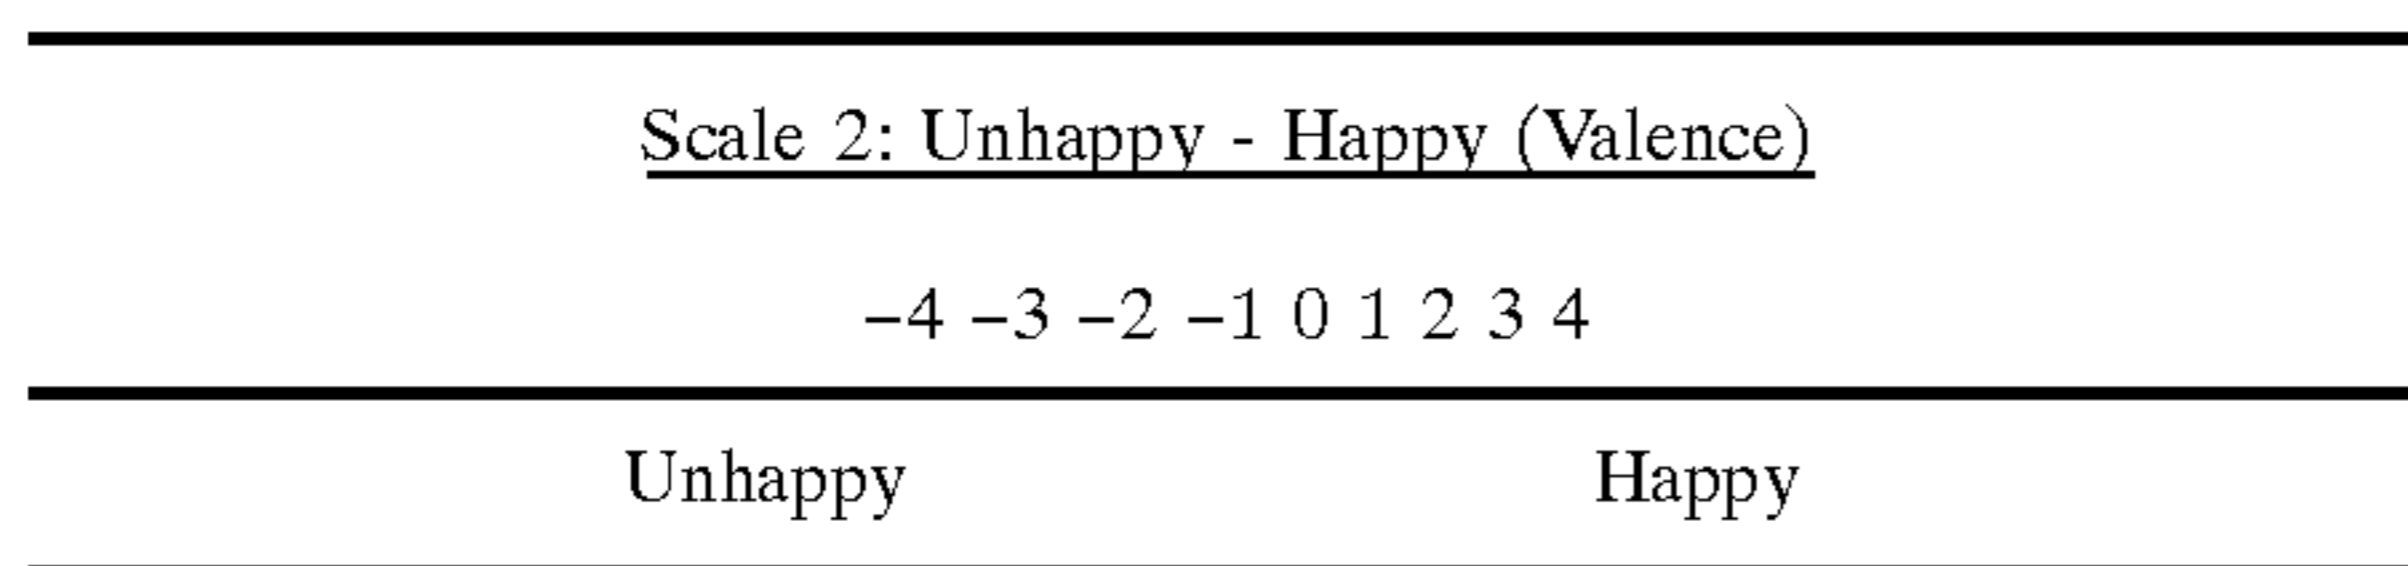 Scale 2: Unhappy - Happy (Valence)
–4 –3 –2 –1 0 1 2 3 4
Unhappy Happy